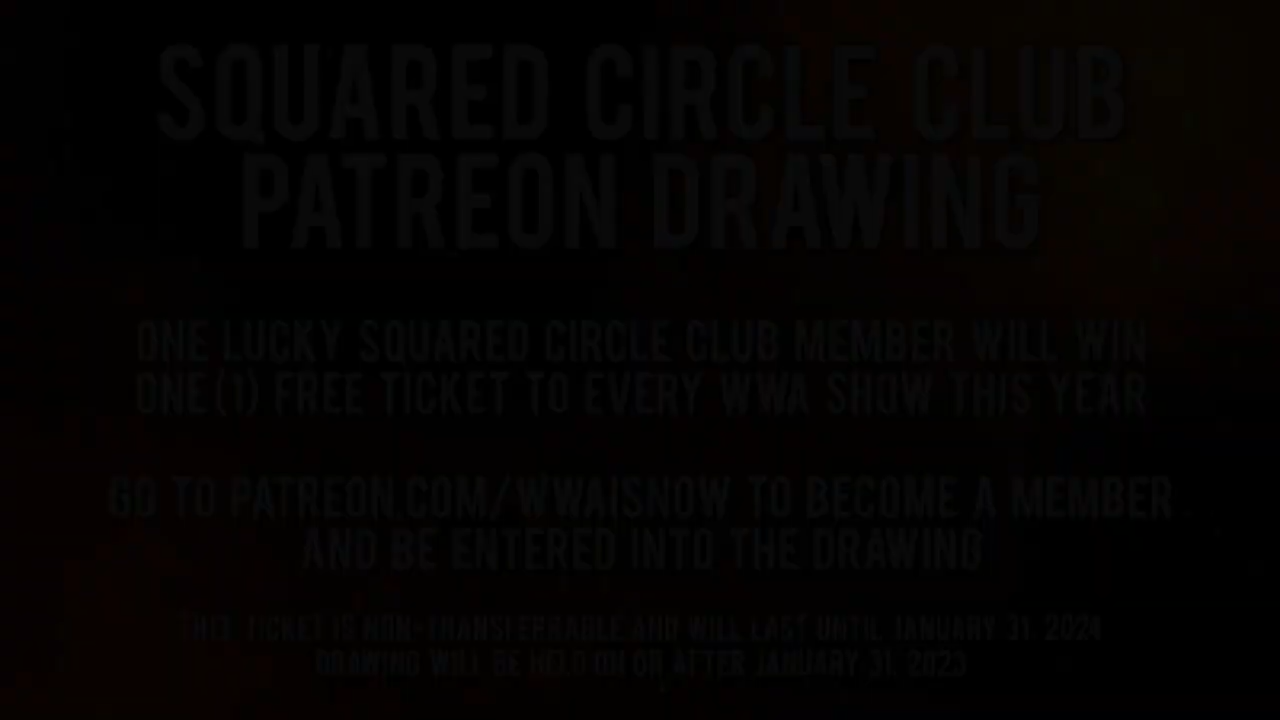 SQUARED CIRCLE CLUB
PATREON DRAWING
ONE LUCKY SQUARED CIRCLE CLUB MEMBER WILL WIN
ONE(1) FREE TICKET TO EVERY WWA SHOW THIS YEAR
GO TO PATREON.COM/WWAISNOW TO BECOME A MEMBER
AND BE ENTERED INTO THE DRAWING
THIS TICKET IS NON-TRANSFERRABLE AND WILL LAST UNTIL JANUARY 31, 2024
DRAWING WILL BE HELD ON OR AFTER JANUARY 31, 2023